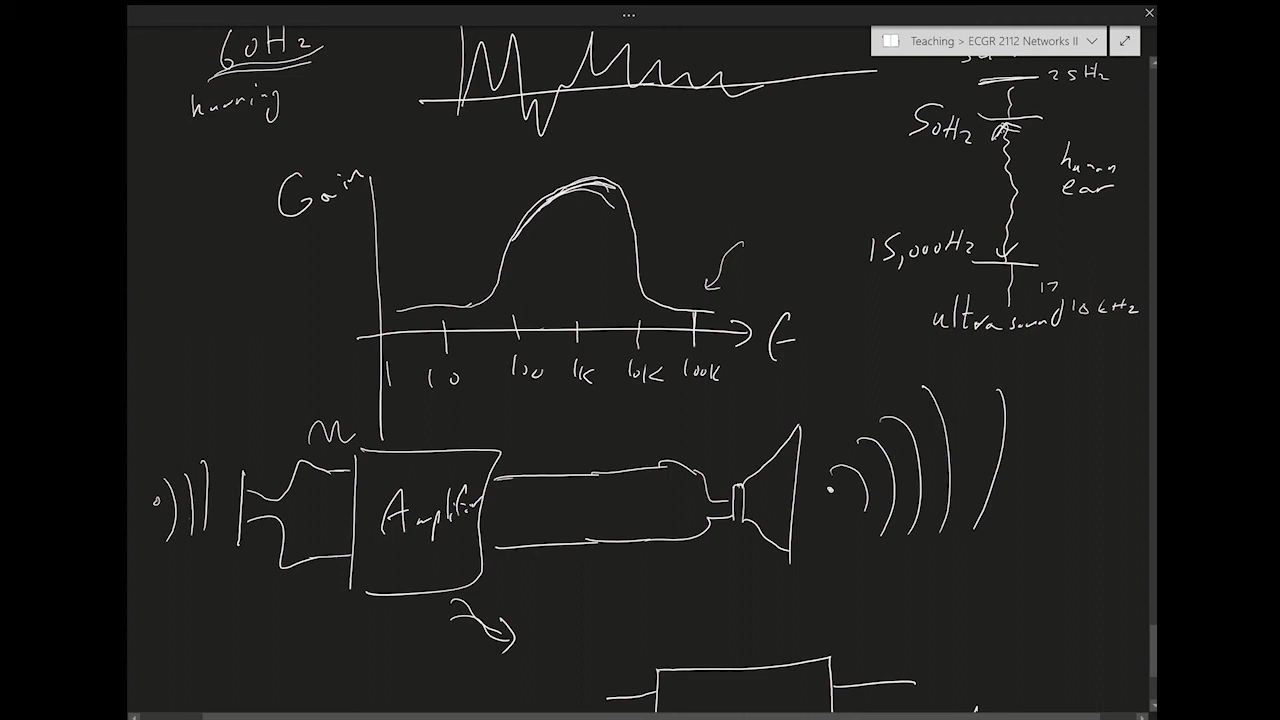 60Hz
humming
Teaching > ECGR 2112 Networks II
25Hz
50Hz
human
ear
Gain
15,000Hz
17
ultrasound 18kHz
f
1 10 100 1K 10K 100K
Amplifier